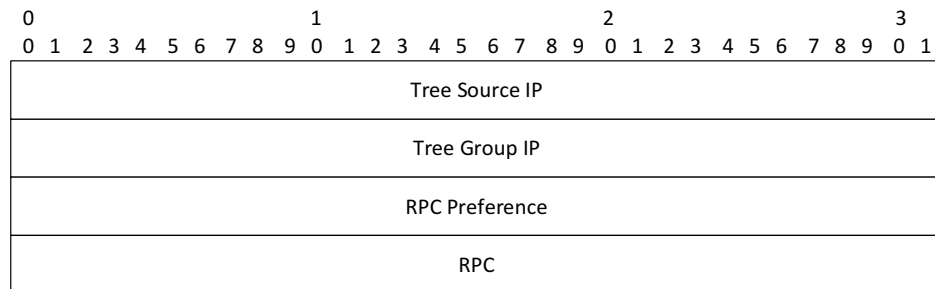 0 1 2 3
0 1 2 3 4 5 6 7 8 9 0 1 2 3 4 5 6 7 8 9 0 1 2 3 4 5 6 7 8 9 0 1
Tree Source IP
Tree Group IP
RPC Preference
RPC